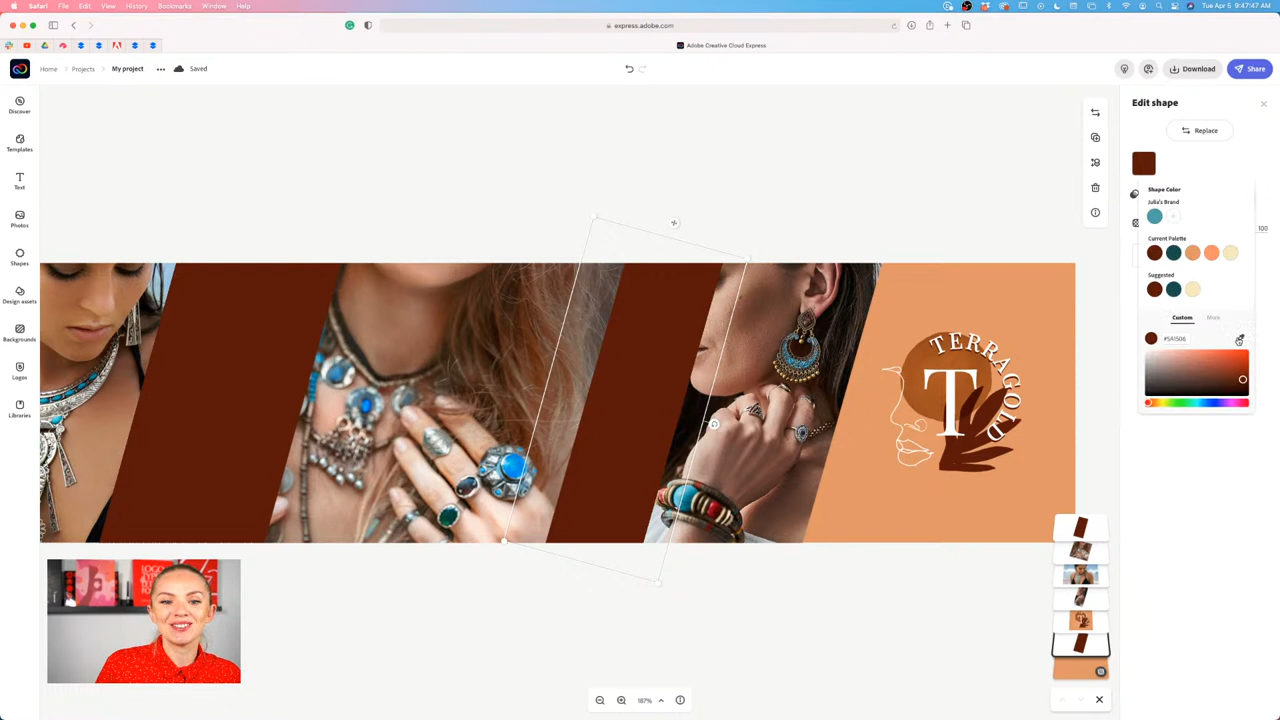 Safari File Edit View History Bookmarks Window Help
Tue Apr 5 9:47:47 AM
express.adobe.com
Adobe Creative Cloud Express
Home Projects My project Saved
Download Share
Discover
Templates
Text
Photos
Shapes
Design assets
Backgrounds
Logos
Libraries
Edit shape
Replace
Shape Color
Julia's Brand
Current Palette
Suggested
Custom More
#5A1506
100
TERRAGOLD
T
187%